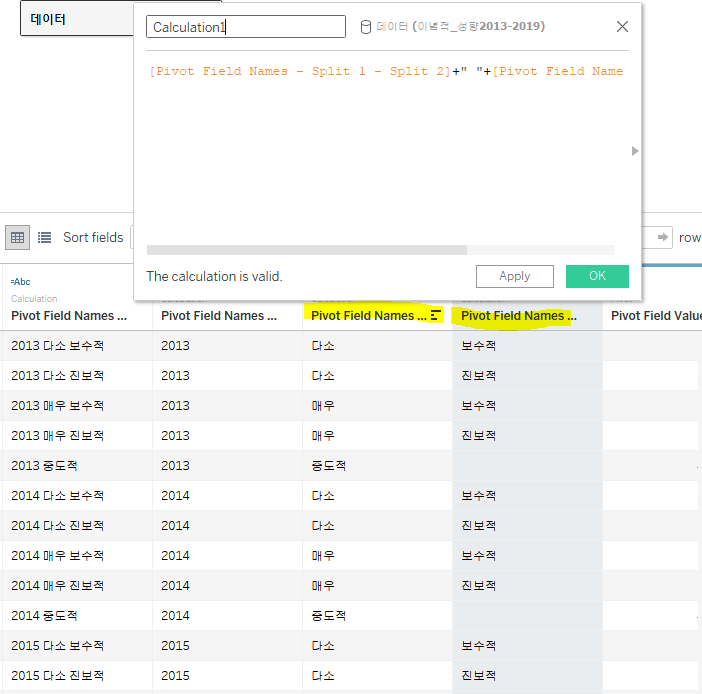 데이터
Calculation1
데이터 (이념적_성향2013-2019)
[Pivot Field Names - Split 1 - Split 2]+" "+[Pivot Field Name
Sort fields
row
The calculation is valid.
Apply
OK
=Abc
Calculation
Pivot Field Names ... Pivot Field Names ... Pivot Field Names ... Pivot Field Names ... Pivot Field Value
2013 다소 보수적 2013 다소 보수적
2013 다소 진보적 2013 다소 진보적
2013 매우 보수적 2013 매우 보수적
2013 매우 진보적 2013 매우 진보적
2013 중도적 2013 중도적
2014 다소 보수적 2014 다소 보수적
2014 다소 진보적 2014 다소 진보적
2014 매우 보수적 2014 매우 보수적
2014 매우 진보적 2014 매우 진보적
2014 중도적 2014 중도적
2015 다소 보수적 2015 다소 보수적
2015 다소 진보적 2015 다소 진보적